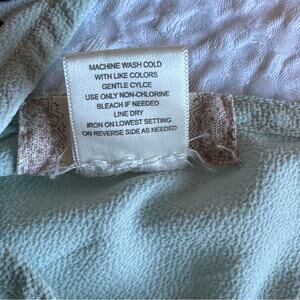 MACHINE WASH COLD
WITH LIKE COLORS
GENTLE CYLCE
USE ONLY NON-CHLORINE
BLEACH IF NEEDED
LINE DRY
IRON ON LOWEST SETTING
ON REVERSE SIDE AS NEEDED